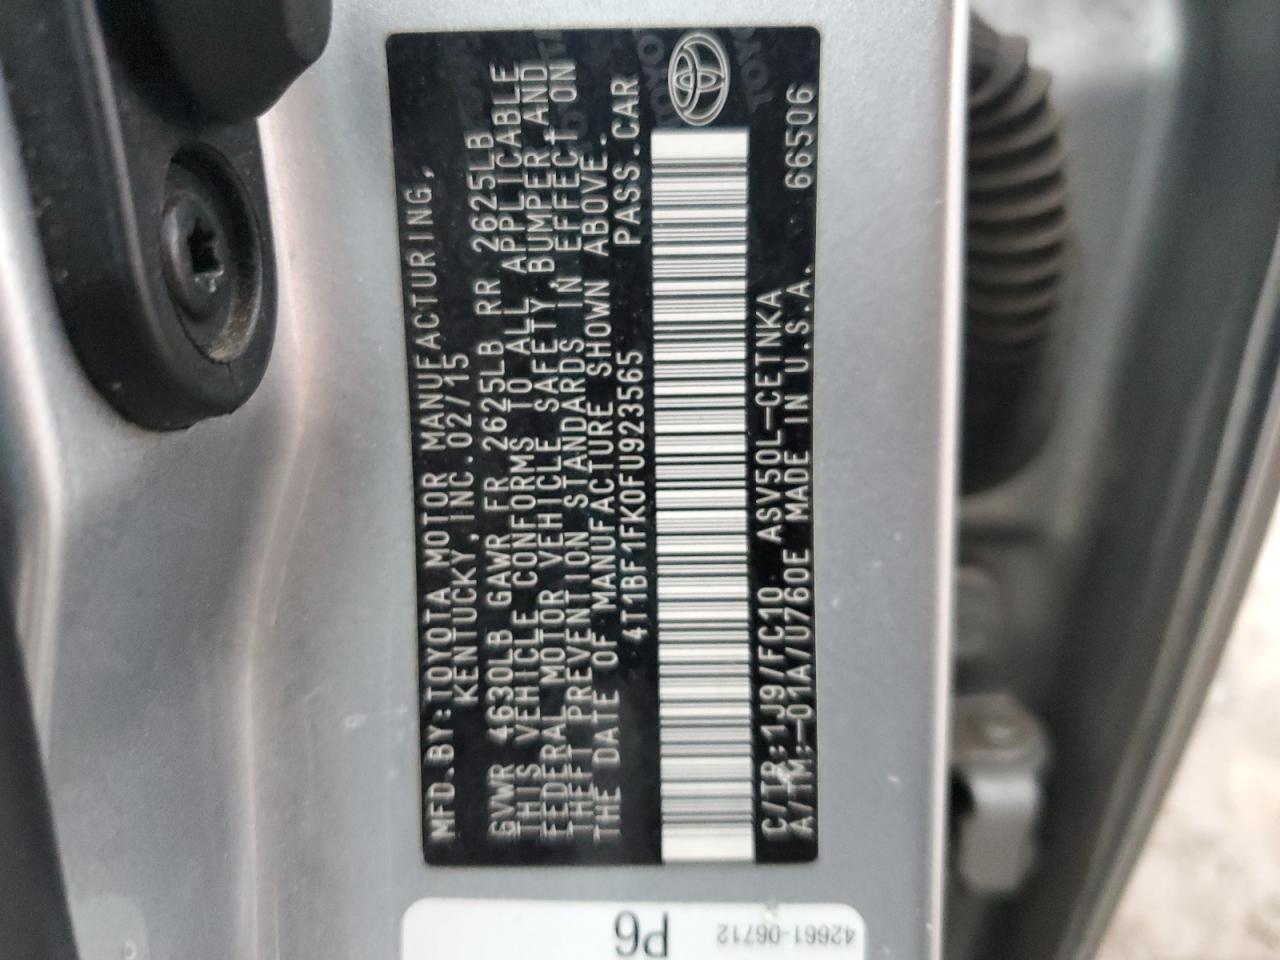 MFD.BY:TOYOTA MOTOR MANUFACTURING,
KENTUCKY,INC.02/15
GVWR 4630LB GAWR FR 2625LB RR 2625LB
THIS VEHICLE CONFORMS TO ALL APPLICABLE
FEDERAL MOTOR VEHICLE SAFETY,BUMPER AND
THEFT PREVENTION STANDARDS IN EFFECT ON
THE DATE OF MANUFACTURE SHOWN ABOVE.
4T1BF1FK0FU923565 PASS.CAR
C/TR:1J9/FC10 ASV50L-CETNKA
A/TM:-01A/U760E MADE IN U.S.A. 66506
P6
42661-06712